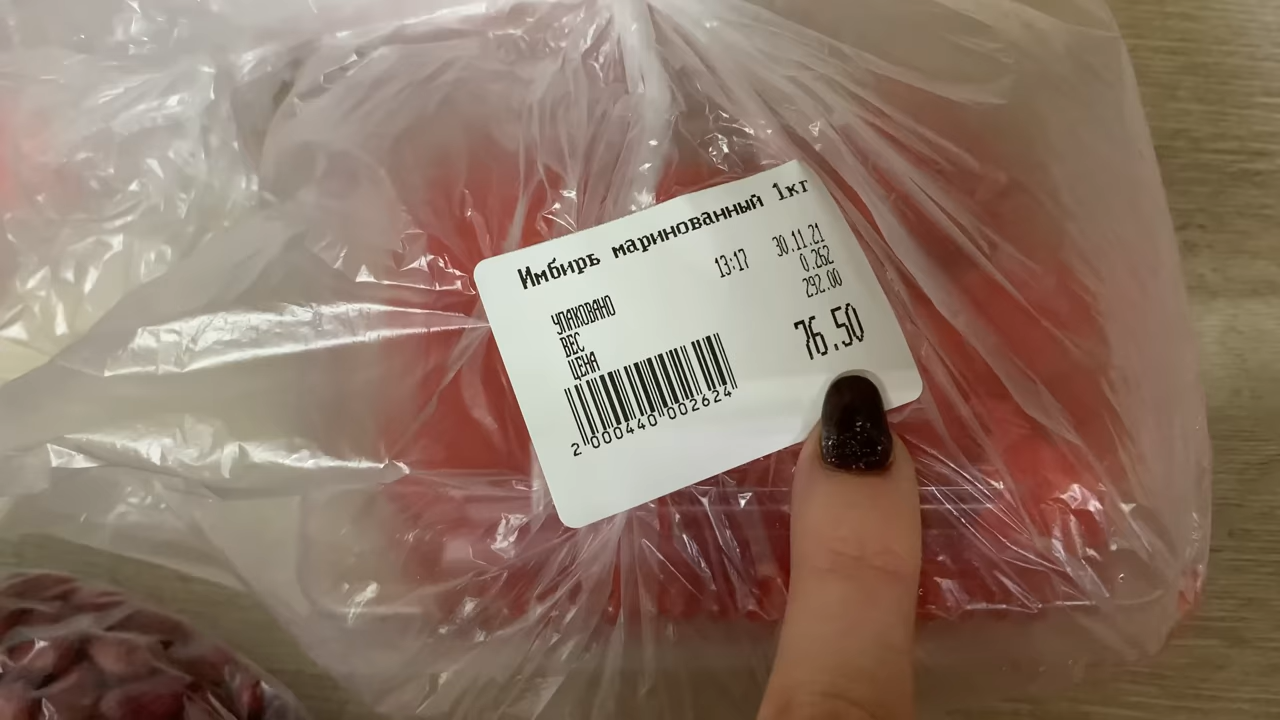 Имбирь маринованный 1кг
УПАКОВАНО 13:17 30.11.21
ВЕС 0.262
ЦЕНА 292.00
76.50
2 000440 002624